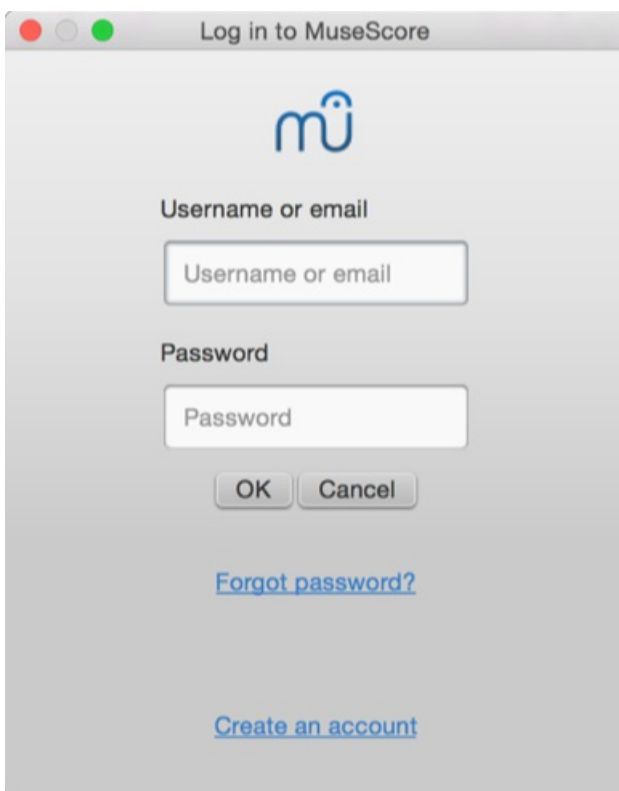 Log in to MuseScore
mu
Username or email
Username or email
Password
Password
OK Cancel
Forgot password?
Create an account